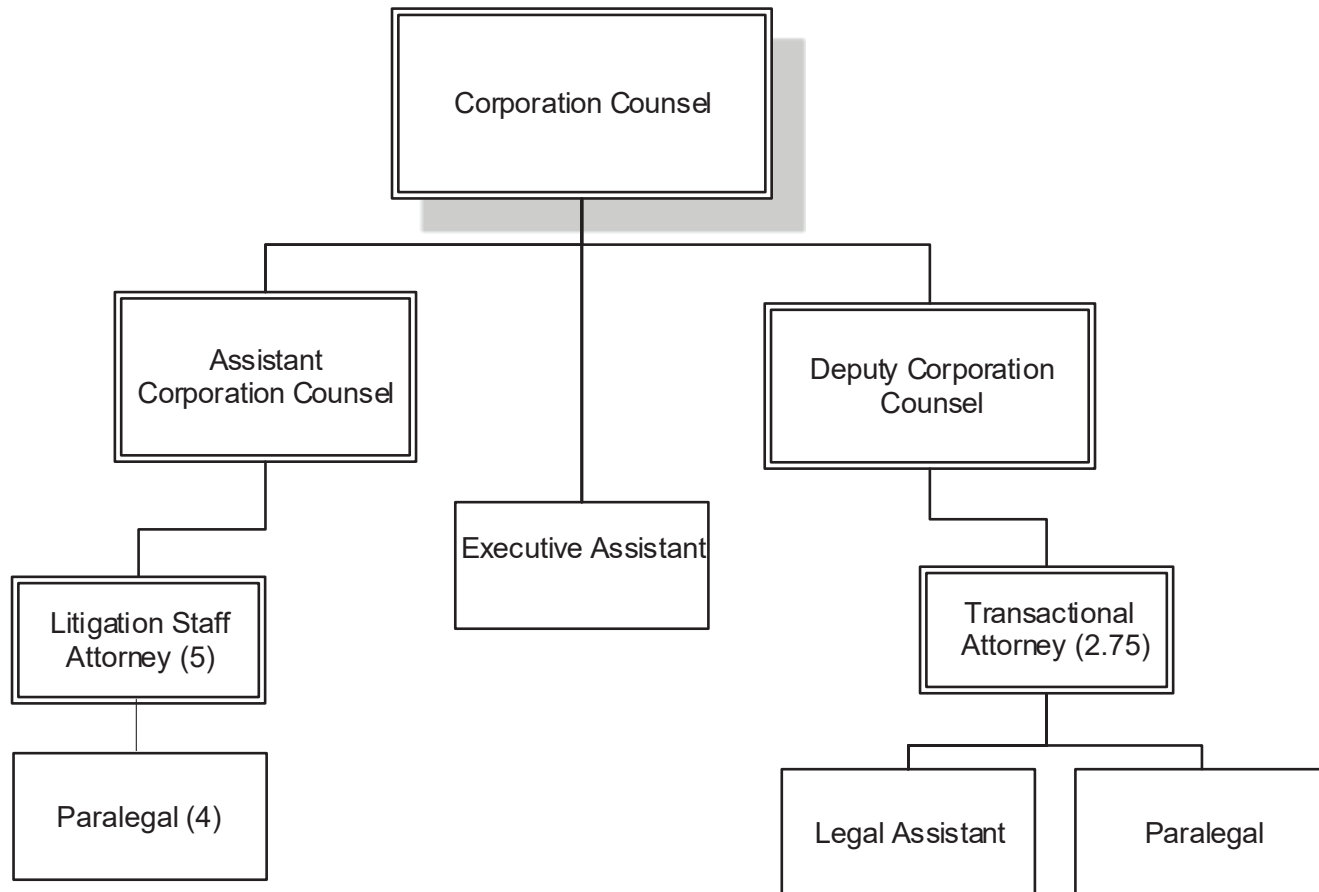 Corporation Counsel
Assistant
Corporation Counsel
Deputy Corporation
Counsel
Executive Assistant
Litigation Staff
Attorney (5)
Transactional
Attorney (2.75)
Paralegal (4)
Legal Assistant
Paralegal